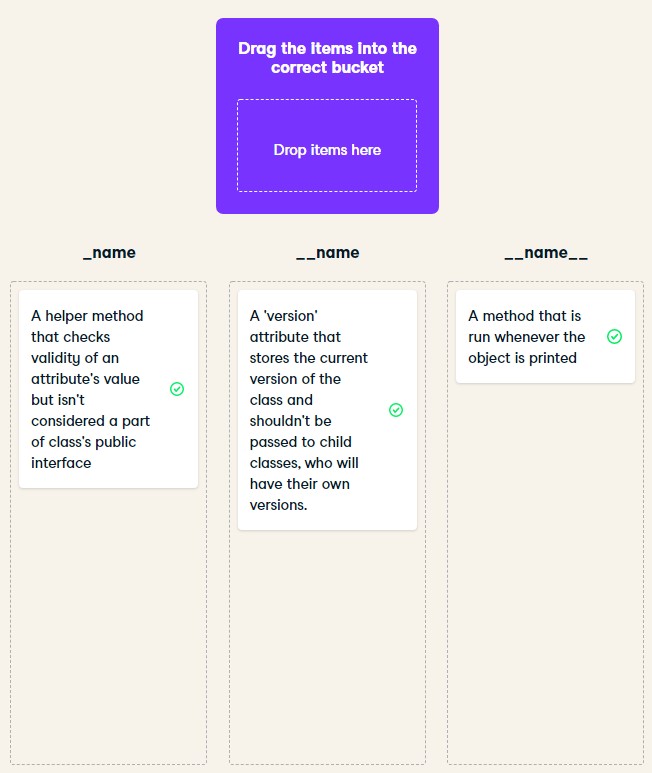 Drag the items into the
correct bucket
Drop items here
_name
__name
__name__
A helper method
that checks
validity of an
attribute's value
but isn't
considered a part
of class's public
interface
A 'version'
attribute that
stores the current
version of the
class and
shouldn't be
passed to child
classes, who will
have their own
versions.
A method that is
run whenever the
object is printed